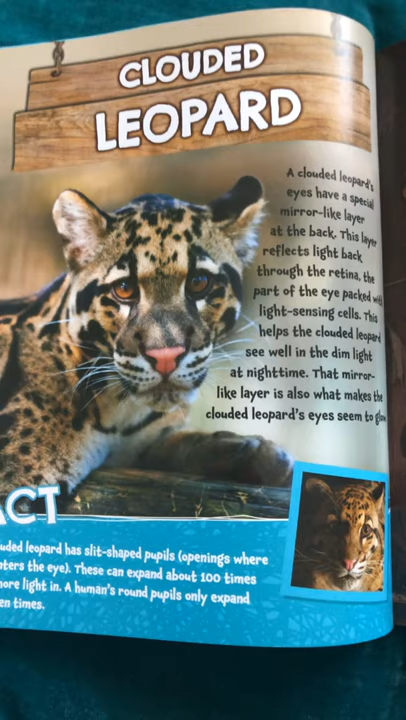 CLOUDED
LEOPARD
A clouded leopard's
eyes have a special
mirror-like layer
at the back. This layer
reflects light back
through the retina, the
part of the eye packed with
light-sensing cells. This
helps the clouded leopard
see well in the dim light
at nighttime. That mirror-
like layer is also what makes the
clouded leopard's eyes seem to glow
ACT
uded leopard has slit-shaped pupils (openings where
nters the eye). These can expand about 100 times
ore light in. A human's round pupils only expand
en times.